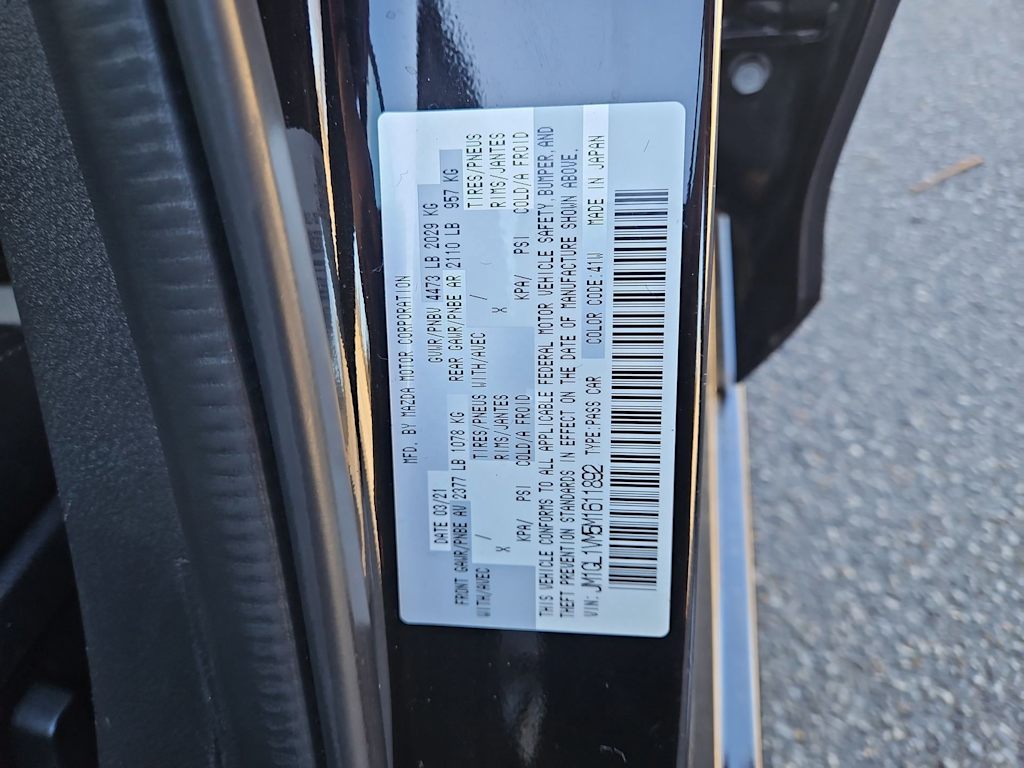 MFD. BY MAZDA MOTOR CORPORATION
DATE 03/21 GVWR/PNBV 4473 LB 2029 KG
FRONT GAWR/PNBE AV 2377 LB 1078 KG REAR GAWR/PNBE AR 2110 LB 957 KG
WITH/AVEC / TIRES/PNEUS WITH/AVEC / TIRES/PNEUS
X RIMS/JANTES X RIMS/JANTES
KPA/ PSI COLD/A FROID KPA/ PSI COLD/A FROID
THIS VEHICLE CONFORMS TO ALL APPLICABLE FEDERAL MOTOR VEHICLE SAFETY, BUMPER, AND
THEFT PREVENTION STANDARDS IN EFFECT ON THE DATE OF MANUFACTURE SHOWN ABOVE.
VIN: JM1GL1WM5M1611892 TYPE:PASS CAR COLOR CODE:41W MADE IN JAPAN